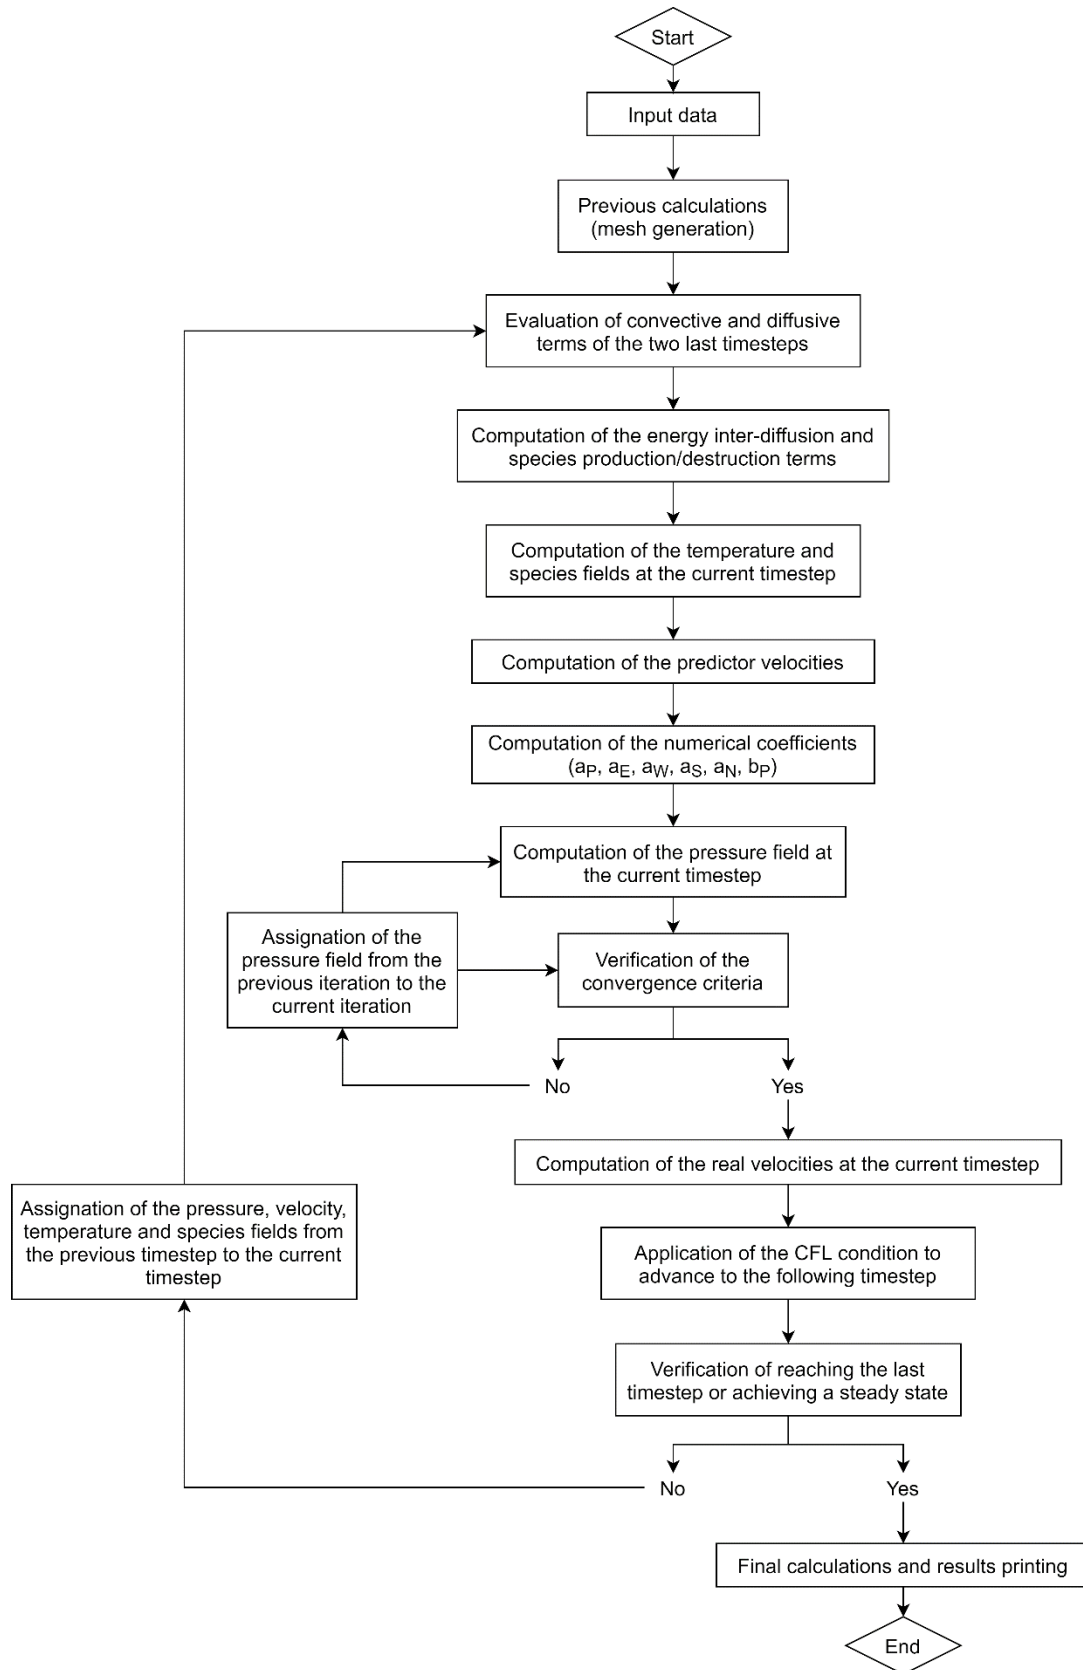 Start
Input data
Previous calculations
(mesh generation)
Evaluation of convective and diffusive
terms of the two last timesteps
Computation of the energy inter-diffusion and
species production/destruction terms
Computation of the temperature and
species fields at the current timestep
Computation of the predictor velocities
Computation of the numerical coefficients
(aP, aE, aW, aS, aN, bP)
Computation of the pressure field at
the current timestep
Assignation of the
pressure field from the
previous iteration to the
current iteration
Verification of the
convergence criteria
No
Yes
Computation of the real velocities at the current timestep
Assignation of the pressure, velocity,
temperature and species fields from
the previous timestep to the current
timestep
Application of the CFL condition to
advance to the following timestep
Verification of reaching the last
timestep or achieving a steady state
No
Yes
Final calculations and results printing
End